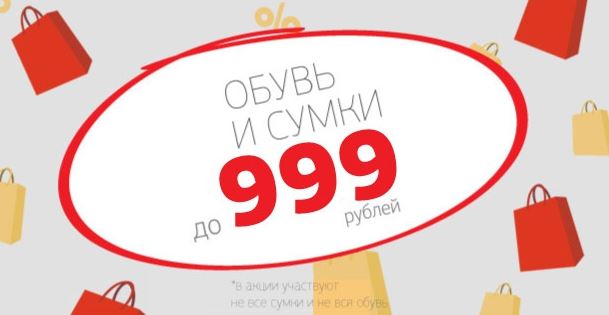 %
ОБУВЬ
И СУМКИ
до 999
рублей
*в акции участвуют
не все сумки и не вся обувь